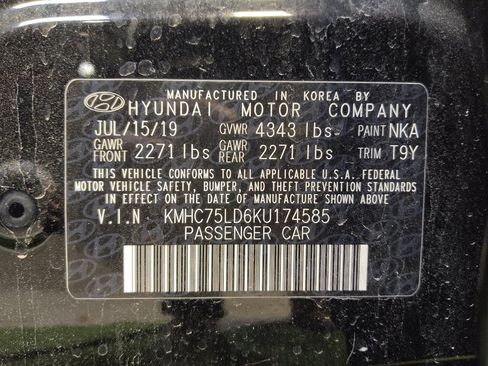 MANUFACTURED IN KOREA BY
HYUNDAI MOTOR COMPANY
JUL/15/19 GVWR 4343 lbs- PAINT NKA
GAWR FRONT 2271 lbs GAWR REAR 2271 lbs TRIM T9Y
THIS VEHICLE CONFORMS TO ALL APPLICABLE FEDERAL
MOTOR VEHICLE SAFETY, BUMPER, AND THEFT PREVENTION
STANDARDS IN EFFECT ON THE DATE OF MANUFACTURE SHOWN ABOVE.
V.I.N KMHC75LD6KU174585
PASSENGER CAR